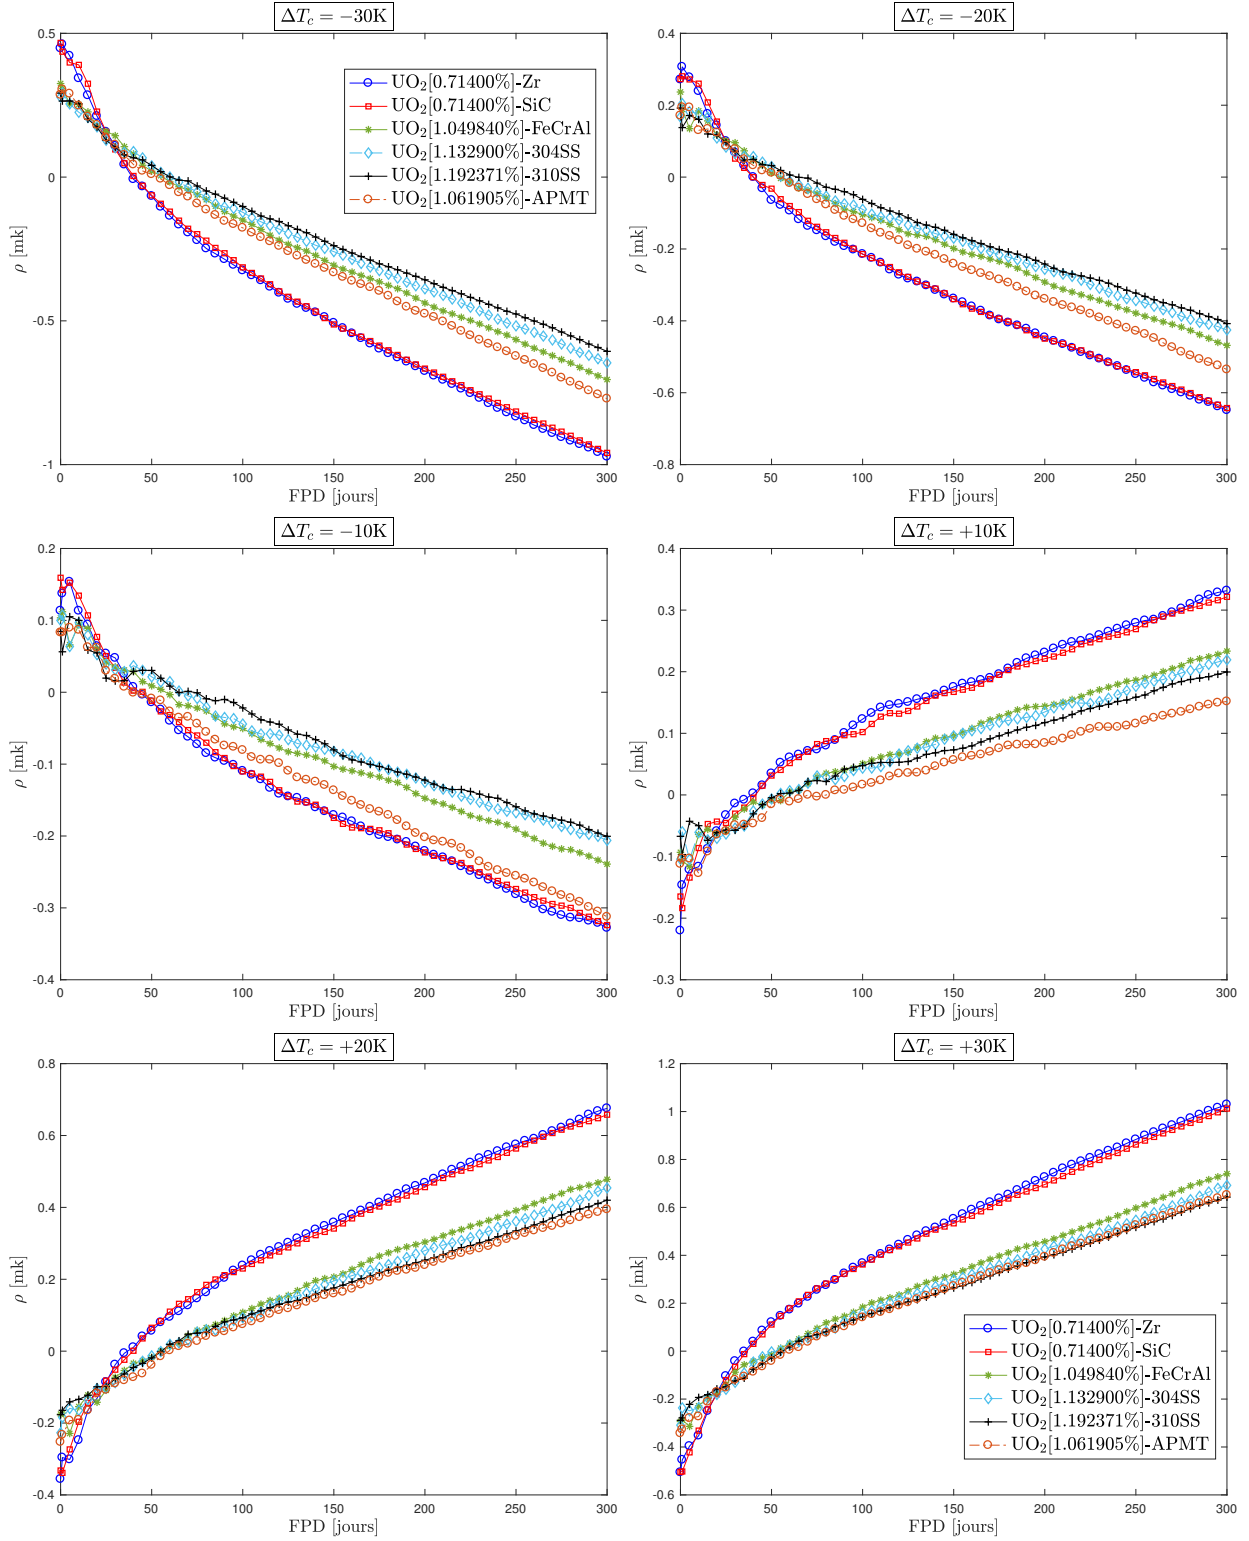 ΔT_c = −30K
0.5
0
-0.5
-1
ρ [mk]
0 50 100 150 200 250 300
FPD [jours]
UO₂[0.71400%]-Zr
UO₂[0.71400%]-SiC
UO₂[1.049840%]-FeCrAl
UO₂[1.132900%]-304SS
UO₂[1.192371%]-310SS
UO₂[1.061905%]-APMT
ΔT_c = −20K
0.4
0.2
0
-0.2
-0.4
-0.6
-0.8
ρ [mk]
0 50 100 150 200 250 300
FPD [jours]
ΔT_c = −10K
0.2
0.1
0
-0.1
-0.2
-0.3
-0.4
ρ [mk]
0 50 100 150 200 250 300
FPD [jours]
ΔT_c = +10K
0.4
0.3
0.2
0.1
0
-0.1
-0.2
-0.3
ρ [mk]
0 50 100 150 200 250 300
FPD [jours]
ΔT_c = +20K
0.8
0.6
0.4
0.2
0
-0.2
-0.4
ρ [mk]
0 50 100 150 200 250 300
FPD [jours]
ΔT_c = +30K
1.2
1
0.8
0.6
0.4
0.2
0
-0.2
-0.4
-0.6
ρ [mk]
0 50 100 150 200 250 300
FPD [jours]
UO₂[0.71400%]-Zr
UO₂[0.71400%]-SiC
UO₂[1.049840%]-FeCrAl
UO₂[1.132900%]-304SS
UO₂[1.192371%]-310SS
UO₂[1.061905%]-APMT